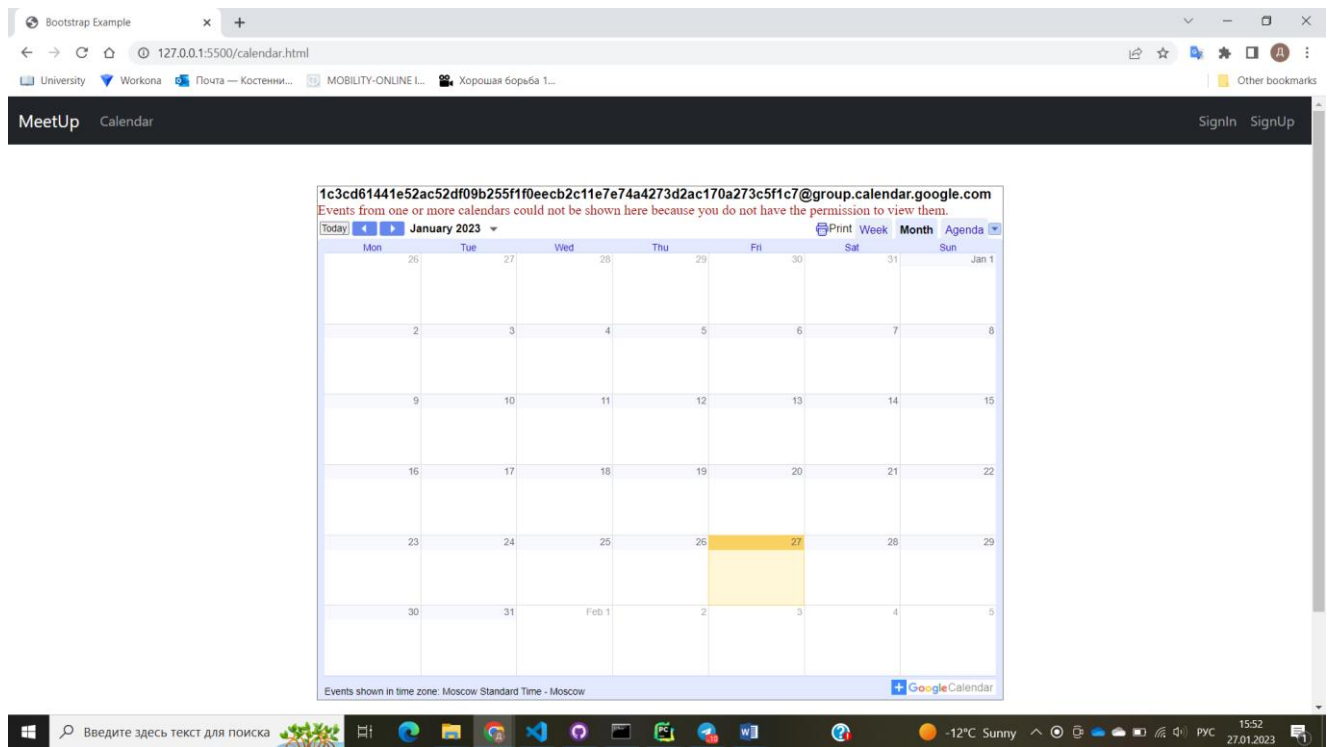 Bootstrap Example
127.0.0.1:5500/calendar.html
University Workona Почта — Костенни... MOBILITY-ONLINE I... Хорошая борьба 1... Other bookmarks
MeetUp Calendar SignIn SignUp
1c3cd61441e52ac52df09b255f1f0eecb2c11e7e74a4273d2ac170a273c5f1c7@group.calendar.google.com
Events from one or more calendars could not be shown here because you do not have the permission to view them.
Today January 2023 Print Week Month Agenda
Mon Tue Wed Thu Fri Sat Sun
26 27 28 29 30 31 Jan 1
2 3 4 5 6 7 8
9 10 11 12 13 14 15
16 17 18 19 20 21 22
23 24 25 26 27 28 29
30 31 Feb 1 2 3 4 5
Events shown in time zone: Moscow Standard Time - Moscow GoogleCalendar
Введите здесь текст для поиска -12°C Sunny РУС 15:52
27.01.2023